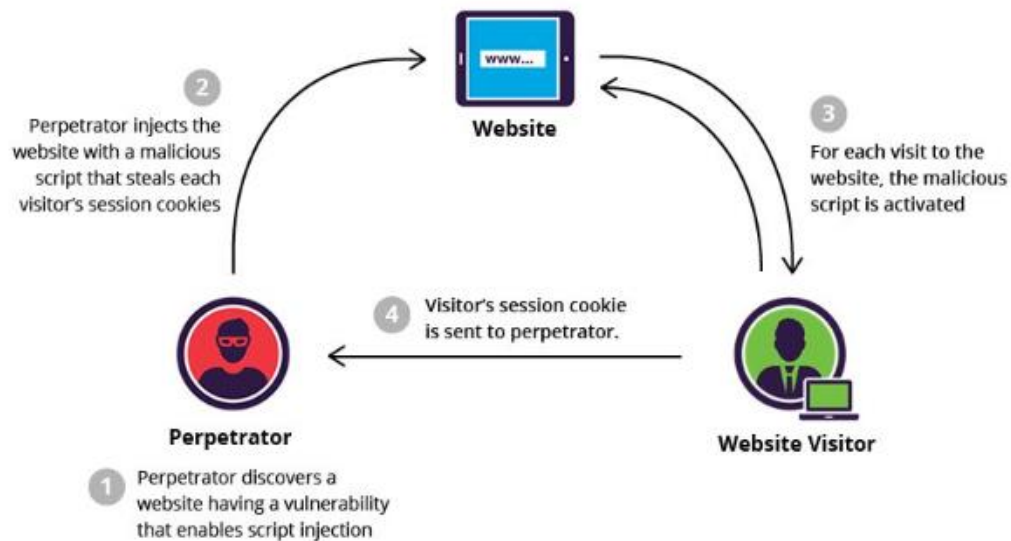 www...
Website
2
Perpetrator injects the
website with a malicious
script that steals each
visitor's session cookies
3
For each visit to the
website, the malicious
script is activated
4
Visitor's session cookie
is sent to perpetrator.
Perpetrator
Website Visitor
1
Perpetrator discovers a
website having a vulnerability
that enables script injection